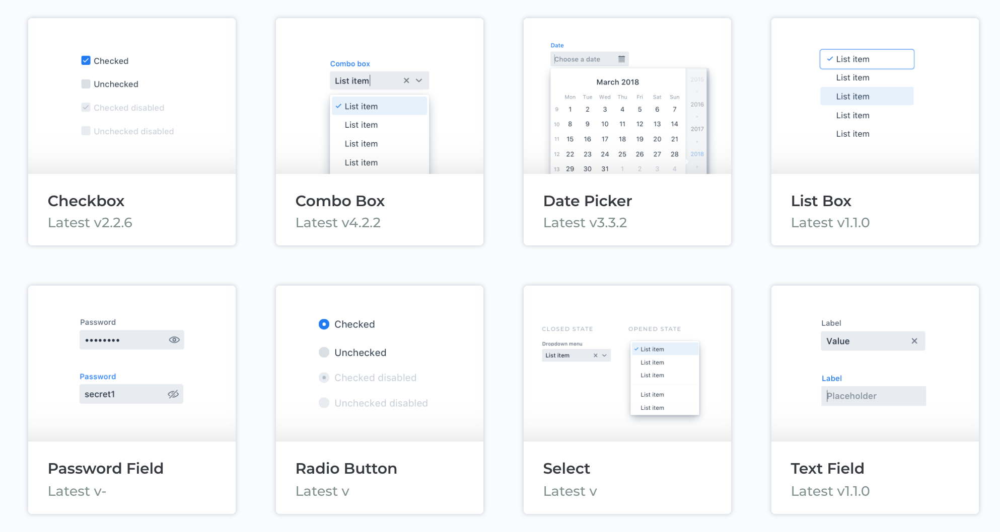 Checked
Unchecked
Checked disabled
Unchecked disabled
Checkbox
Latest v2.2.6
Combo box
List item
List item
List item
List item
List item
Combo Box
Latest v4.2.2
Date
Choose a date
March 2018
Mon Tue Wed Thu Fri Sat Sun
9 1 2 3 4 5 6 7
10 8 9 10 11 12 13 14
11 15 16 17 18 19 20 21
12 22 23 24 25 26 27 28
13 29 30 31 1 2 3 4
2015
2016
2017
2018
Date Picker
Latest v3.3.2
List item
List item
List item
List item
List item
List Box
Latest v1.1.0
Password
••••••••
Password
secret1
Password Field
Latest v-
Checked
Unchecked
Checked disabled
Unchecked disabled
Radio Button
Latest v
CLOSED STATE
Dropdown menu
List item
OPENED STATE
List item
List item
List item
List item
List item
Select
Latest v
Label
Value
Label
Placeholder
Text Field
Latest v1.1.0